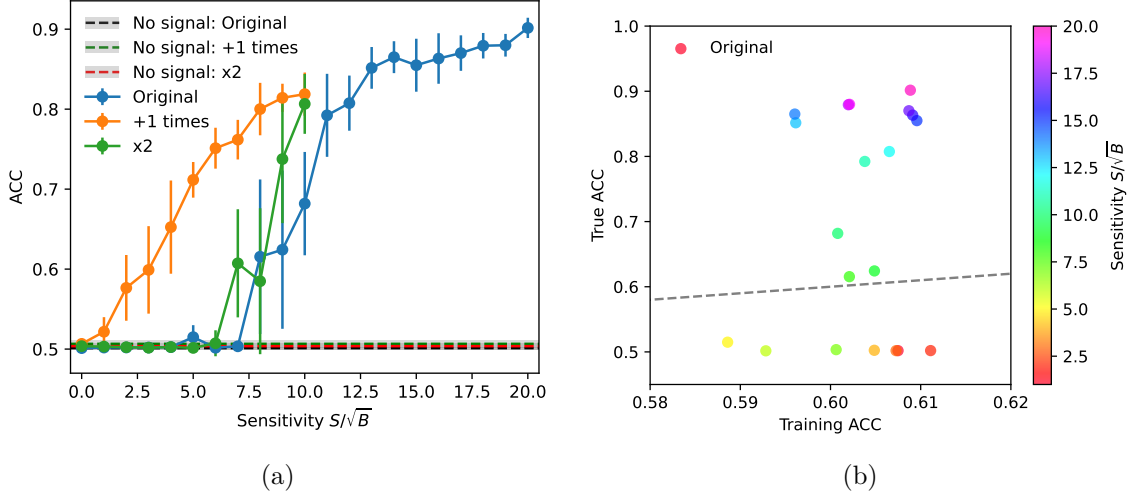 No signal: Original
No signal: +1 times
No signal: x2
Original
+1 times
x2
0.9
0.8
0.7
0.6
0.5
ACC
0.0 2.5 5.0 7.5 10.0 12.5 15.0 17.5 20.0
Sensitivity S/√B
(a)
Original
1.0
0.9
0.8
0.7
0.6
0.5
True ACC
0.58 0.59 0.60 0.61 0.62
Training ACC
20.0
17.5
15.0
12.5
10.0
7.5
5.0
2.5
Sensitivity S/√B
(b)